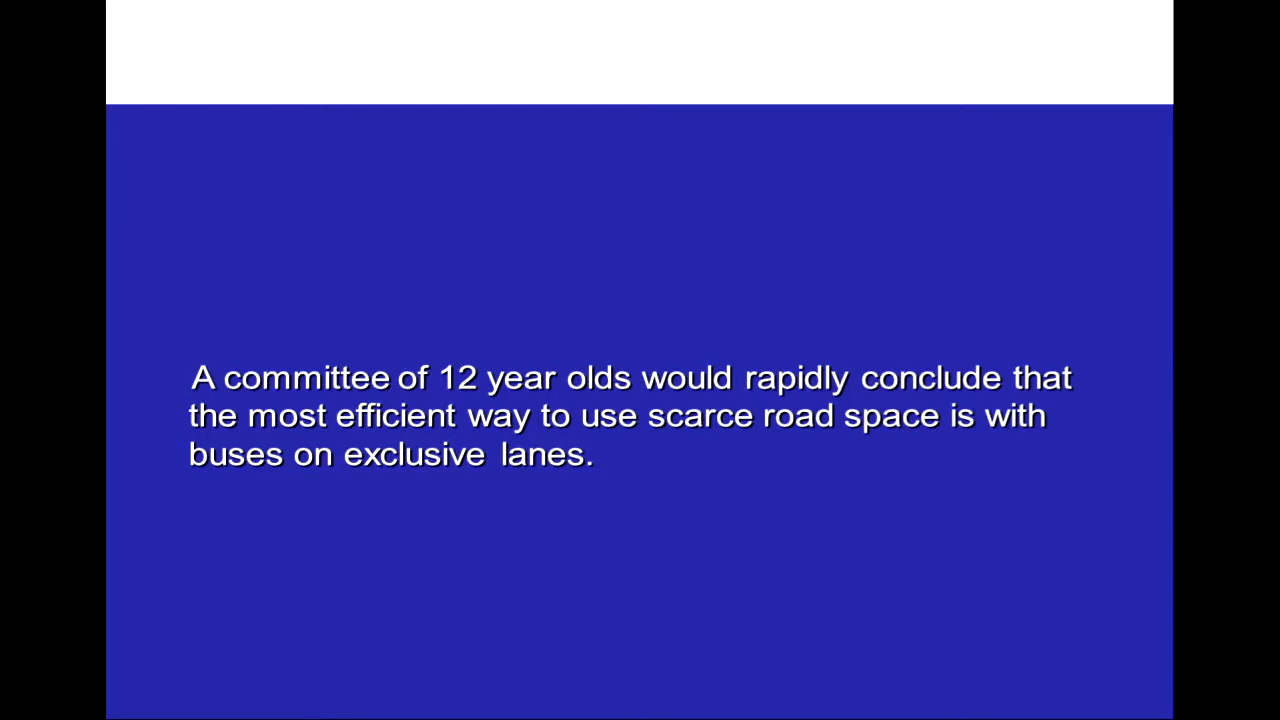 A committee of 12 year olds would rapidly conclude that
the most efficient way to use scarce road space is with
buses on exclusive lanes.